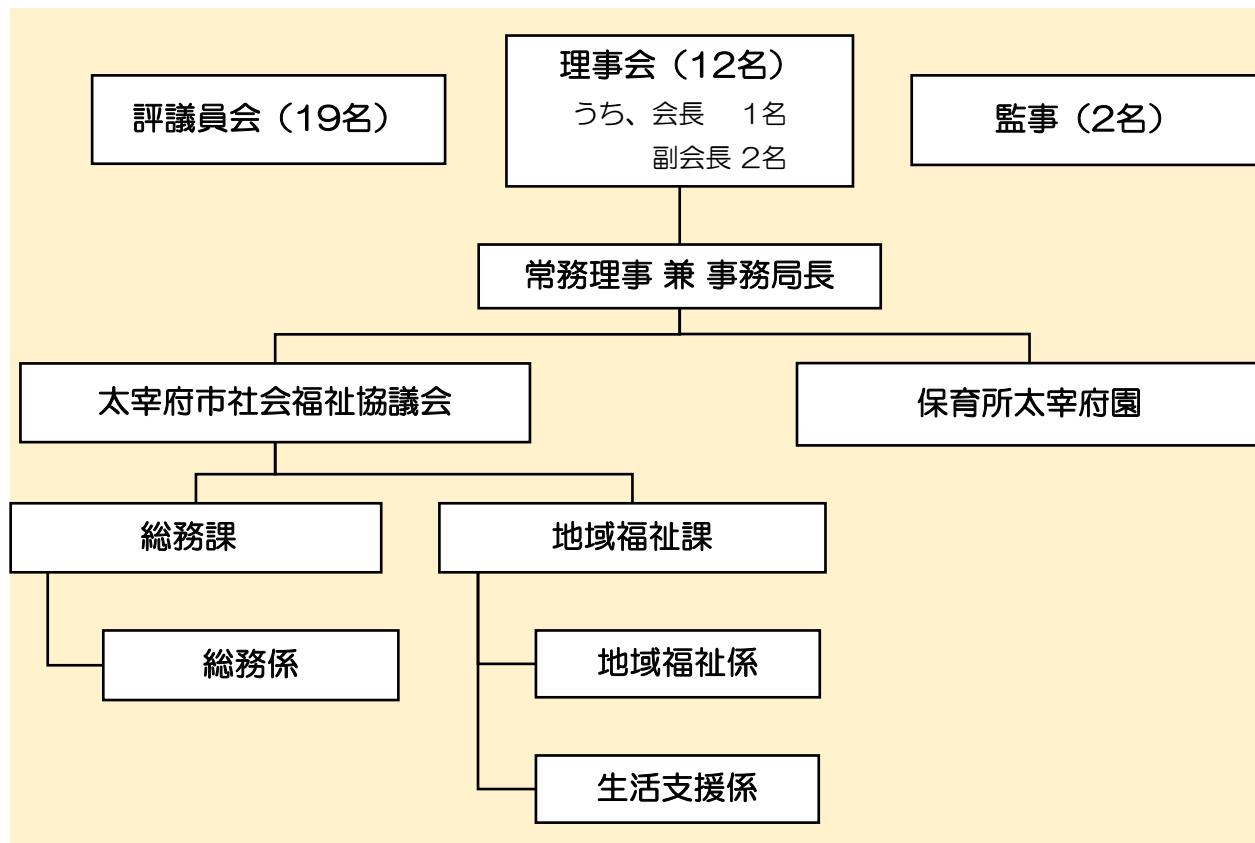 理事会（12名）
うち、会長　1名
副会長 2名
評議員会（19名）
監事（2名）
常務理事 兼 事務局長
太宰府市社会福祉協議会
保育所太宰府園
総務課
地域福祉課
総務係
地域福祉係
生活支援係